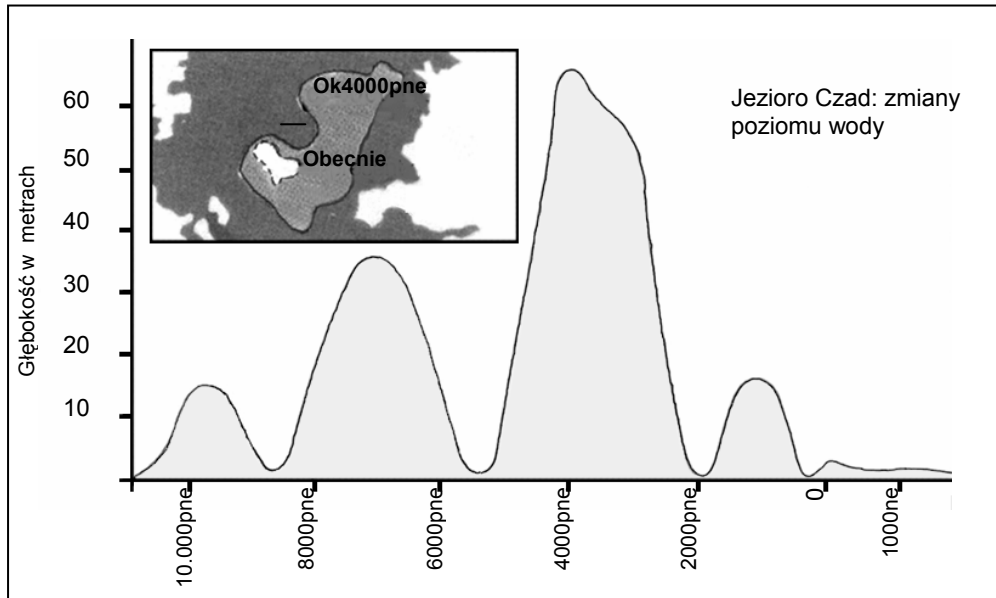 Ok4000pne
Obecnie
Jezioro Czad: zmiany
poziomu wody
Głębokość w metrach
60
50
40
30
20
10
10.000pne
8000pne
6000pne
4000pne
2000pne
0
1000ne